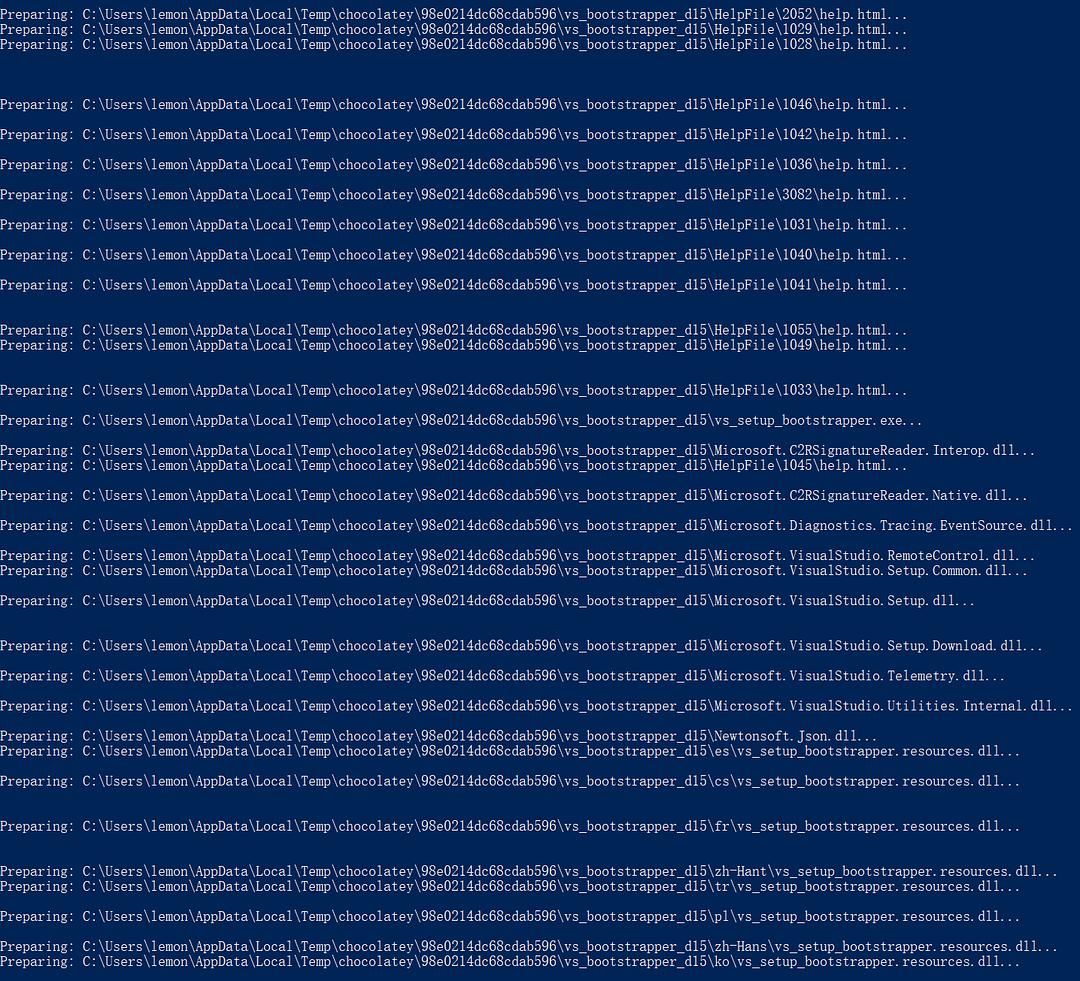 Preparing: C:\Users\lemon\AppData\Local\Temp\chocolatey\98e0214dc68cdab596\vs_bootstrapper_d15\HelpFile\2052\help.html...
Preparing: C:\Users\lemon\AppData\Local\Temp\chocolatey\98e0214dc68cdab596\vs_bootstrapper_d15\HelpFile\1029\help.html...
Preparing: C:\Users\lemon\AppData\Local\Temp\chocolatey\98e0214dc68cdab596\vs_bootstrapper_d15\HelpFile\1028\help.html...
Preparing: C:\Users\lemon\AppData\Local\Temp\chocolatey\98e0214dc68cdab596\vs_bootstrapper_d15\HelpFile\1046\help.html...
Preparing: C:\Users\lemon\AppData\Local\Temp\chocolatey\98e0214dc68cdab596\vs_bootstrapper_d15\HelpFile\1042\help.html...
Preparing: C:\Users\lemon\AppData\Local\Temp\chocolatey\98e0214dc68cdab596\vs_bootstrapper_d15\HelpFile\1036\help.html...
Preparing: C:\Users\lemon\AppData\Local\Temp\chocolatey\98e0214dc68cdab596\vs_bootstrapper_d15\HelpFile\3082\help.html...
Preparing: C:\Users\lemon\AppData\Local\Temp\chocolatey\98e0214dc68cdab596\vs_bootstrapper_d15\HelpFile\1031\help.html...
Preparing: C:\Users\lemon\AppData\Local\Temp\chocolatey\98e0214dc68cdab596\vs_bootstrapper_d15\HelpFile\1040\help.html...
Preparing: C:\Users\lemon\AppData\Local\Temp\chocolatey\98e0214dc68cdab596\vs_bootstrapper_d15\HelpFile\1041\help.html...
Preparing: C:\Users\lemon\AppData\Local\Temp\chocolatey\98e0214dc68cdab596\vs_bootstrapper_d15\HelpFile\1055\help.html...
Preparing: C:\Users\lemon\AppData\Local\Temp\chocolatey\98e0214dc68cdab596\vs_bootstrapper_d15\HelpFile\1049\help.html...
Preparing: C:\Users\lemon\AppData\Local\Temp\chocolatey\98e0214dc68cdab596\vs_bootstrapper_d15\HelpFile\1033\help.html...
Preparing: C:\Users\lemon\AppData\Local\Temp\chocolatey\98e0214dc68cdab596\vs_bootstrapper_d15\vs_setup_bootstrapper.exe...
Preparing: C:\Users\lemon\AppData\Local\Temp\chocolatey\98e0214dc68cdab596\vs_bootstrapper_d15\Microsoft.C2RSignatureReader.Interop.dll...
Preparing: C:\Users\lemon\AppData\Local\Temp\chocolatey\98e0214dc68cdab596\vs_bootstrapper_d15\HelpFile\1045\help.html...
Preparing: C:\Users\lemon\AppData\Local\Temp\chocolatey\98e0214dc68cdab596\vs_bootstrapper_d15\Microsoft.C2RSignatureReader.Native.dll...
Preparing: C:\Users\lemon\AppData\Local\Temp\chocolatey\98e0214dc68cdab596\vs_bootstrapper_d15\Microsoft.Diagnostics.Tracing.EventSource.dll...
Preparing: C:\Users\lemon\AppData\Local\Temp\chocolatey\98e0214dc68cdab596\vs_bootstrapper_d15\Microsoft.VisualStudio.RemoteControl.dll...
Preparing: C:\Users\lemon\AppData\Local\Temp\chocolatey\98e0214dc68cdab596\vs_bootstrapper_d15\Microsoft.VisualStudio.Setup.Common.dll...
Preparing: C:\Users\lemon\AppData\Local\Temp\chocolatey\98e0214dc68cdab596\vs_bootstrapper_d15\Microsoft.VisualStudio.Setup.dll...
Preparing: C:\Users\lemon\AppData\Local\Temp\chocolatey\98e0214dc68cdab596\vs_bootstrapper_d15\Microsoft.VisualStudio.Setup.Download.dll...
Preparing: C:\Users\lemon\AppData\Local\Temp\chocolatey\98e0214dc68cdab596\vs_bootstrapper_d15\Microsoft.VisualStudio.Telemetry.dll...
Preparing: C:\Users\lemon\AppData\Local\Temp\chocolatey\98e0214dc68cdab596\vs_bootstrapper_d15\Microsoft.VisualStudio.Utilities.Internal.dll...
Preparing: C:\Users\lemon\AppData\Local\Temp\chocolatey\98e0214dc68cdab596\vs_bootstrapper_d15\Newtonsoft.Json.dll...
Preparing: C:\Users\lemon\AppData\Local\Temp\chocolatey\98e0214dc68cdab596\vs_bootstrapper_d15\es\vs_setup_bootstrapper.resources.dll...
Preparing: C:\Users\lemon\AppData\Local\Temp\chocolatey\98e0214dc68cdab596\vs_bootstrapper_d15\cs\vs_setup_bootstrapper.resources.dll...
Preparing: C:\Users\lemon\AppData\Local\Temp\chocolatey\98e0214dc68cdab596\vs_bootstrapper_d15\fr\vs_setup_bootstrapper.resources.dll...
Preparing: C:\Users\lemon\AppData\Local\Temp\chocolatey\98e0214dc68cdab596\vs_bootstrapper_d15\zh-Hant\vs_setup_bootstrapper.resources.dll...
Preparing: C:\Users\lemon\AppData\Local\Temp\chocolatey\98e0214dc68cdab596\vs_bootstrapper_d15\tr\vs_setup_bootstrapper.resources.dll...
Preparing: C:\Users\lemon\AppData\Local\Temp\chocolatey\98e0214dc68cdab596\vs_bootstrapper_d15\pl\vs_setup_bootstrapper.resources.dll...
Preparing: C:\Users\lemon\AppData\Local\Temp\chocolatey\98e0214dc68cdab596\vs_bootstrapper_d15\zh-Hans\vs_setup_bootstrapper.resources.dll...
Preparing: C:\Users\lemon\AppData\Local\Temp\chocolatey\98e0214dc68cdab596\vs_bootstrapper_d15\ko\vs_setup_bootstrapper.resources.dll...